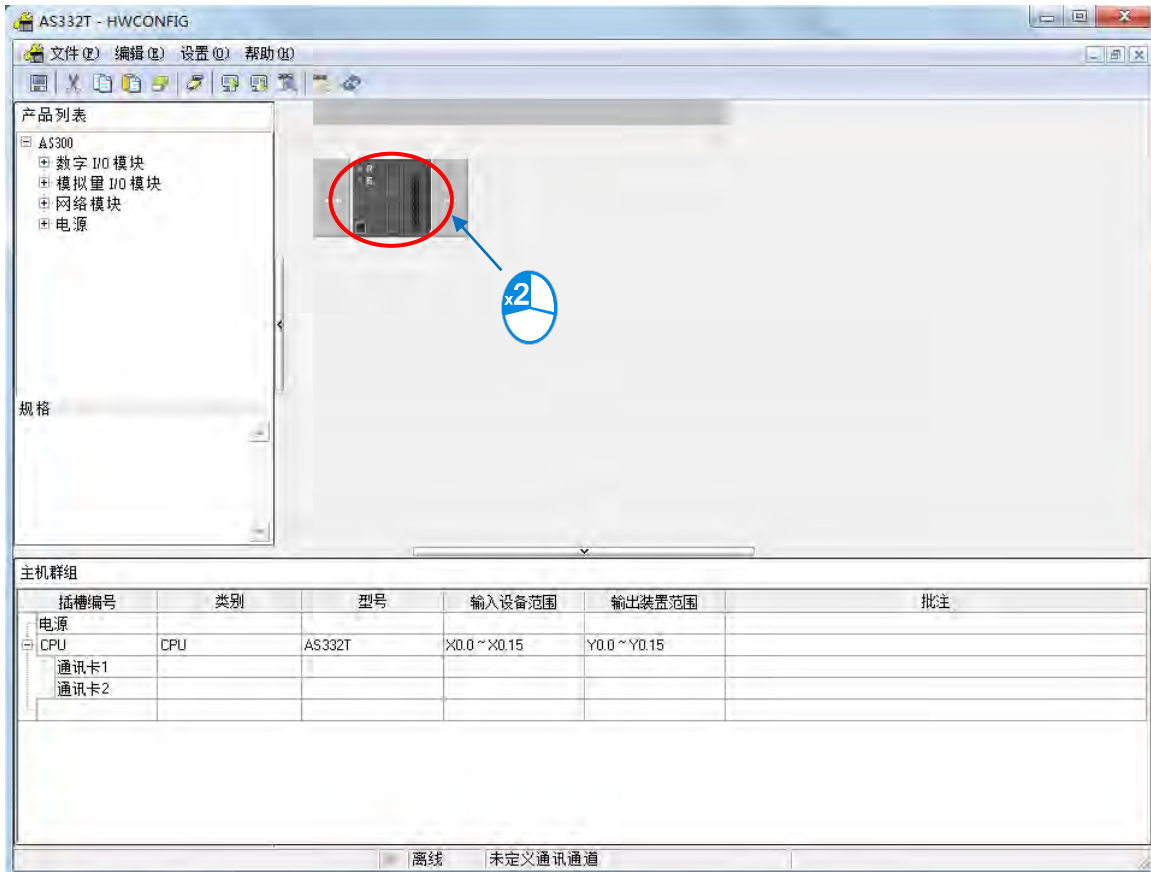 AS332T - HWCONFIG
文件(F) 编辑(E) 设置(O) 帮助(H)
产品列表
AS300
数字 I/O 模块
模拟量 I/O 模块
网络模块
电源
R
E
x2
规格
主机群组
插槽编号 类别 型号 输入设备范围 输出装置范围 批注
电源
CPU CPU AS332T X0.0 ~ X0.15 Y0.0 ~ Y0.15
通讯卡1
通讯卡2
离线 未定义通讯通道